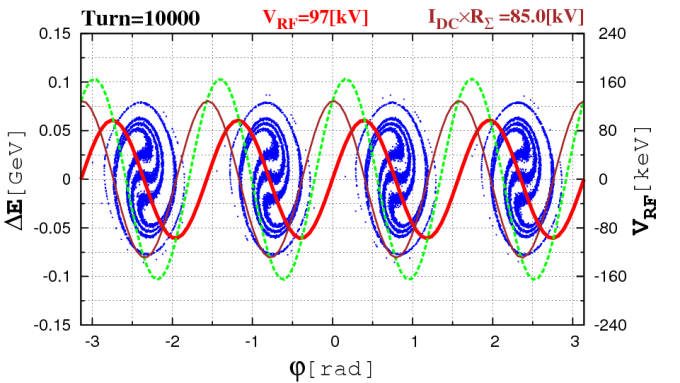 Turn=10000 V_RF=97[kV] I_DC×R_Σ =85.0[kV]
0.15 240
0.1 160
0.05 80
0 0
-0.05 -80
-0.1 -160
-0.15 -240
ΔE[GeV]
V_RF[keV]
-3 -2 -1 0 1 2 3
φ[rad]